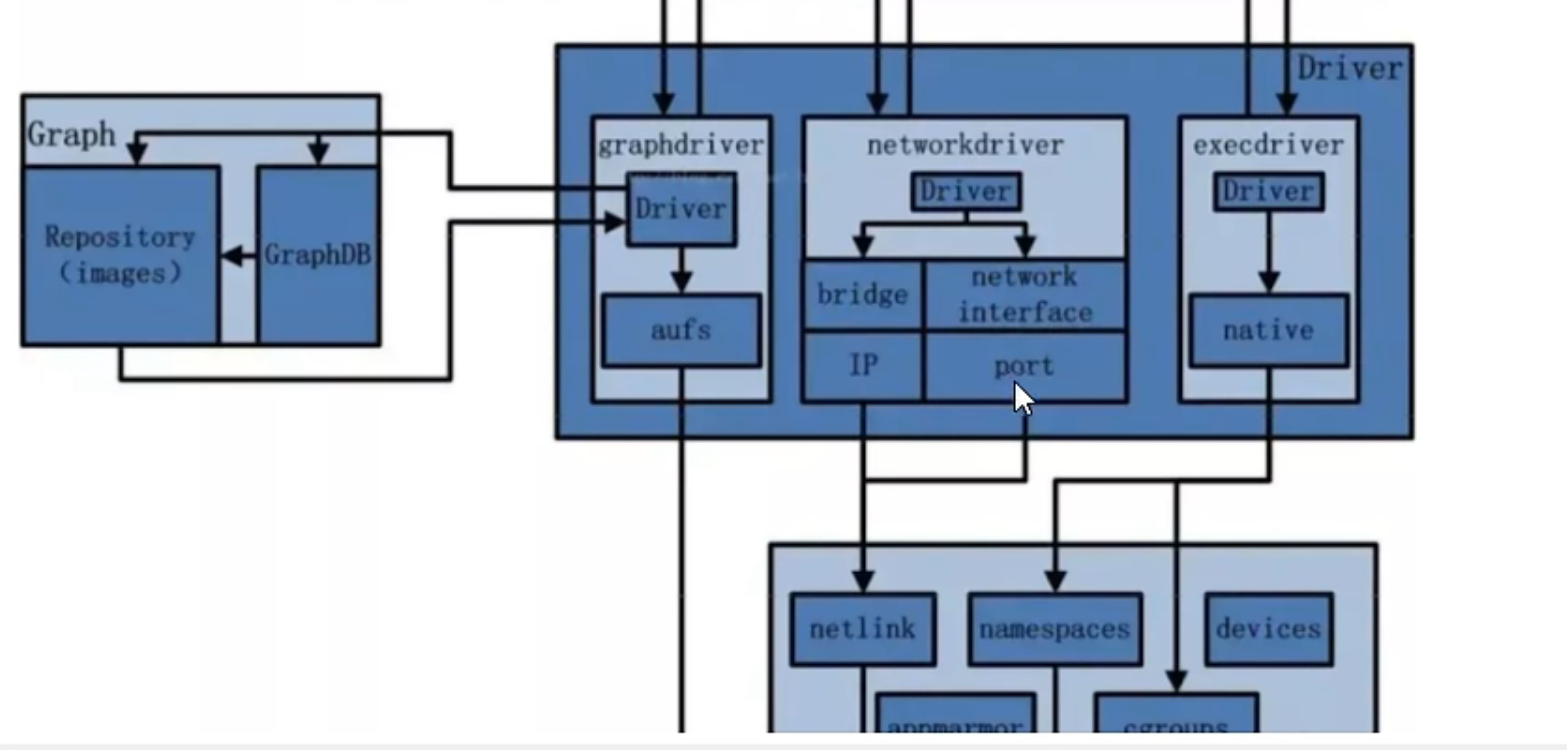 Driver
Graph
graphdriver
networkdriver
execdriver
Driver
Driver
Driver
Repository
（images）
GraphDB
bridge
network
interface
aufs
native
IP
port
netlink
namespaces
devices
appmarmor
cgroups